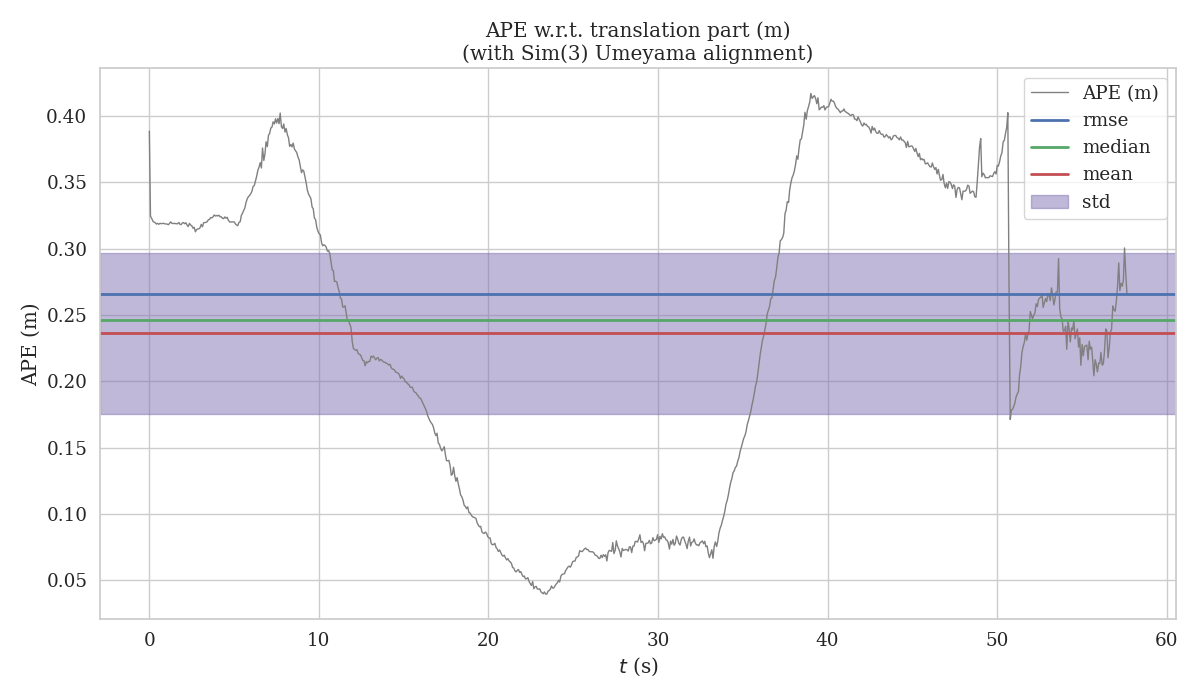 APE w.r.t. translation part (m)
(with Sim(3) Umeyama alignment)
APE (m)
0.40
0.35
0.30
0.25
0.20
0.15
0.10
0.05
0 10 20 30 40 50 60
t (s)
APE (m)
rmse
median
mean
std